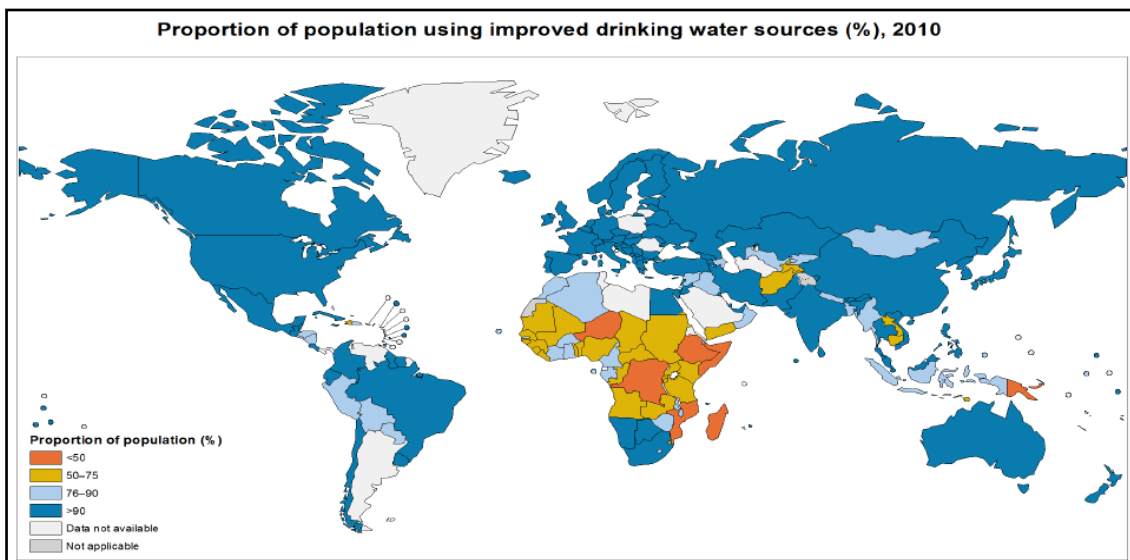 Proportion of population using improved drinking water sources (%), 2010
Proportion of population (%)
<50
50–75
76–90
>90
Data not available
Not applicable